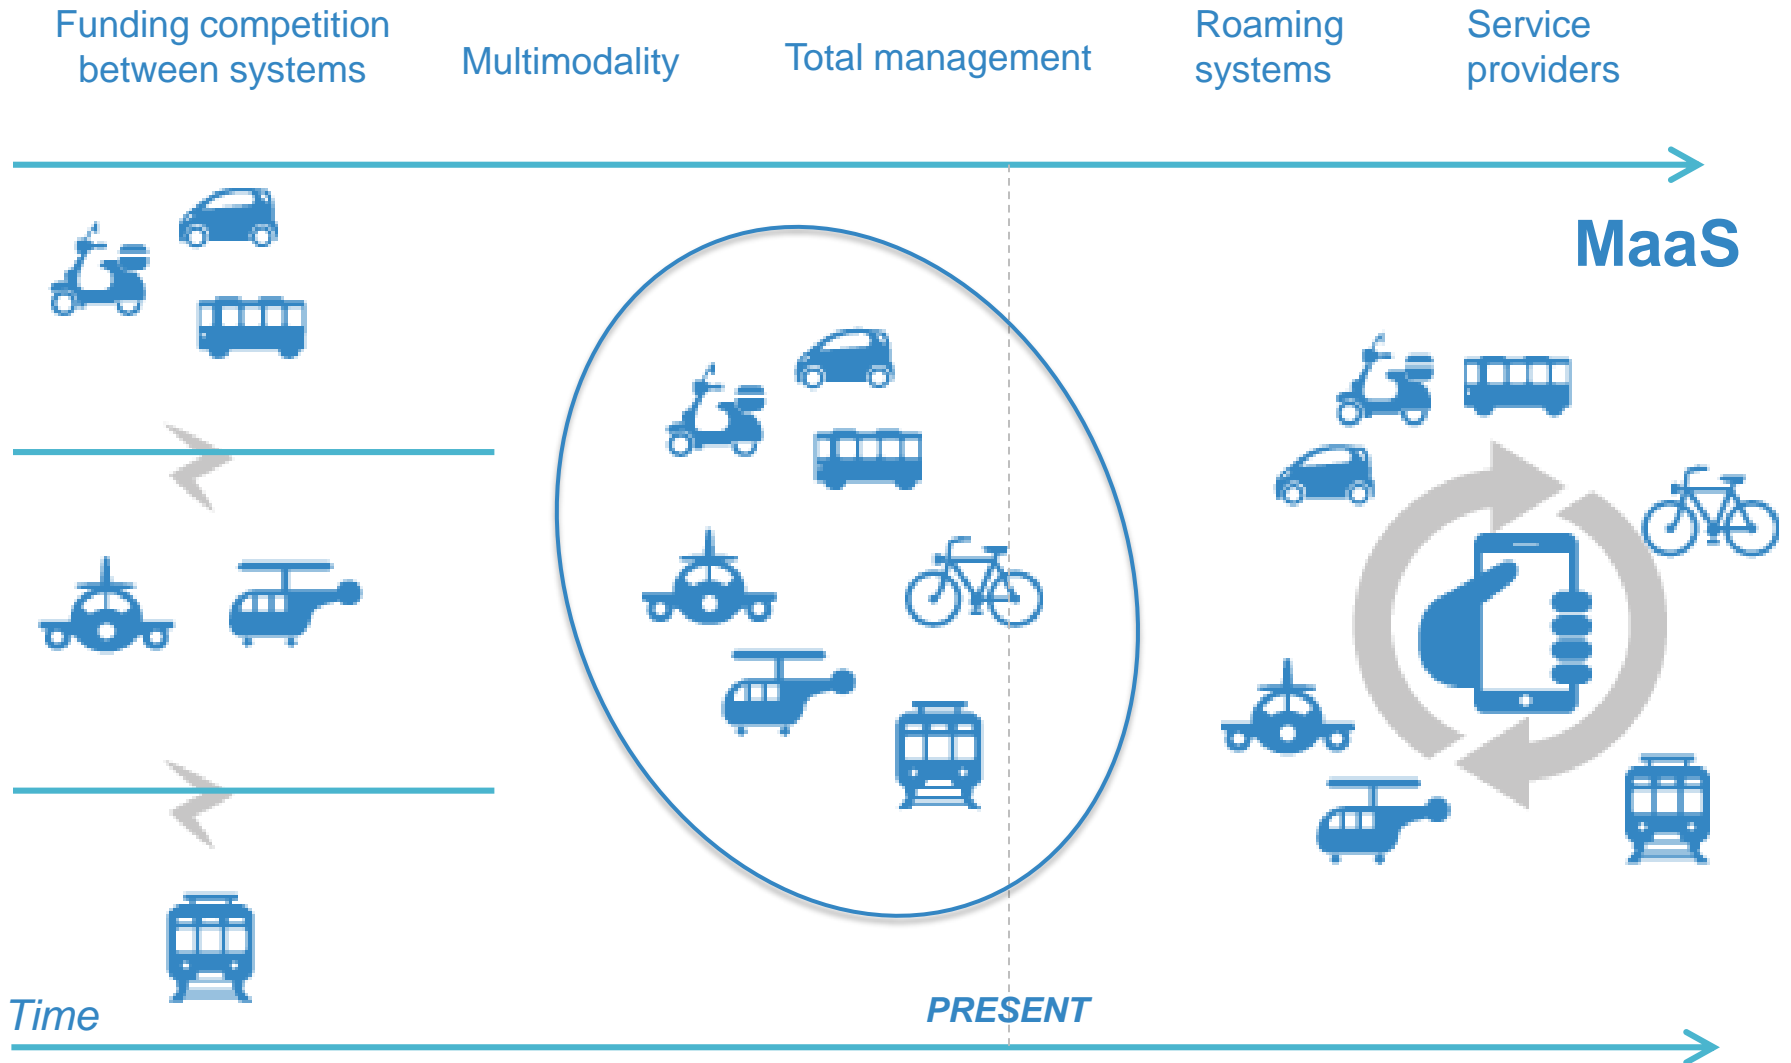 Funding competition
between systems
Multimodality
Total management
Roaming
systems
Service
providers
MaaS
Time
PRESENT